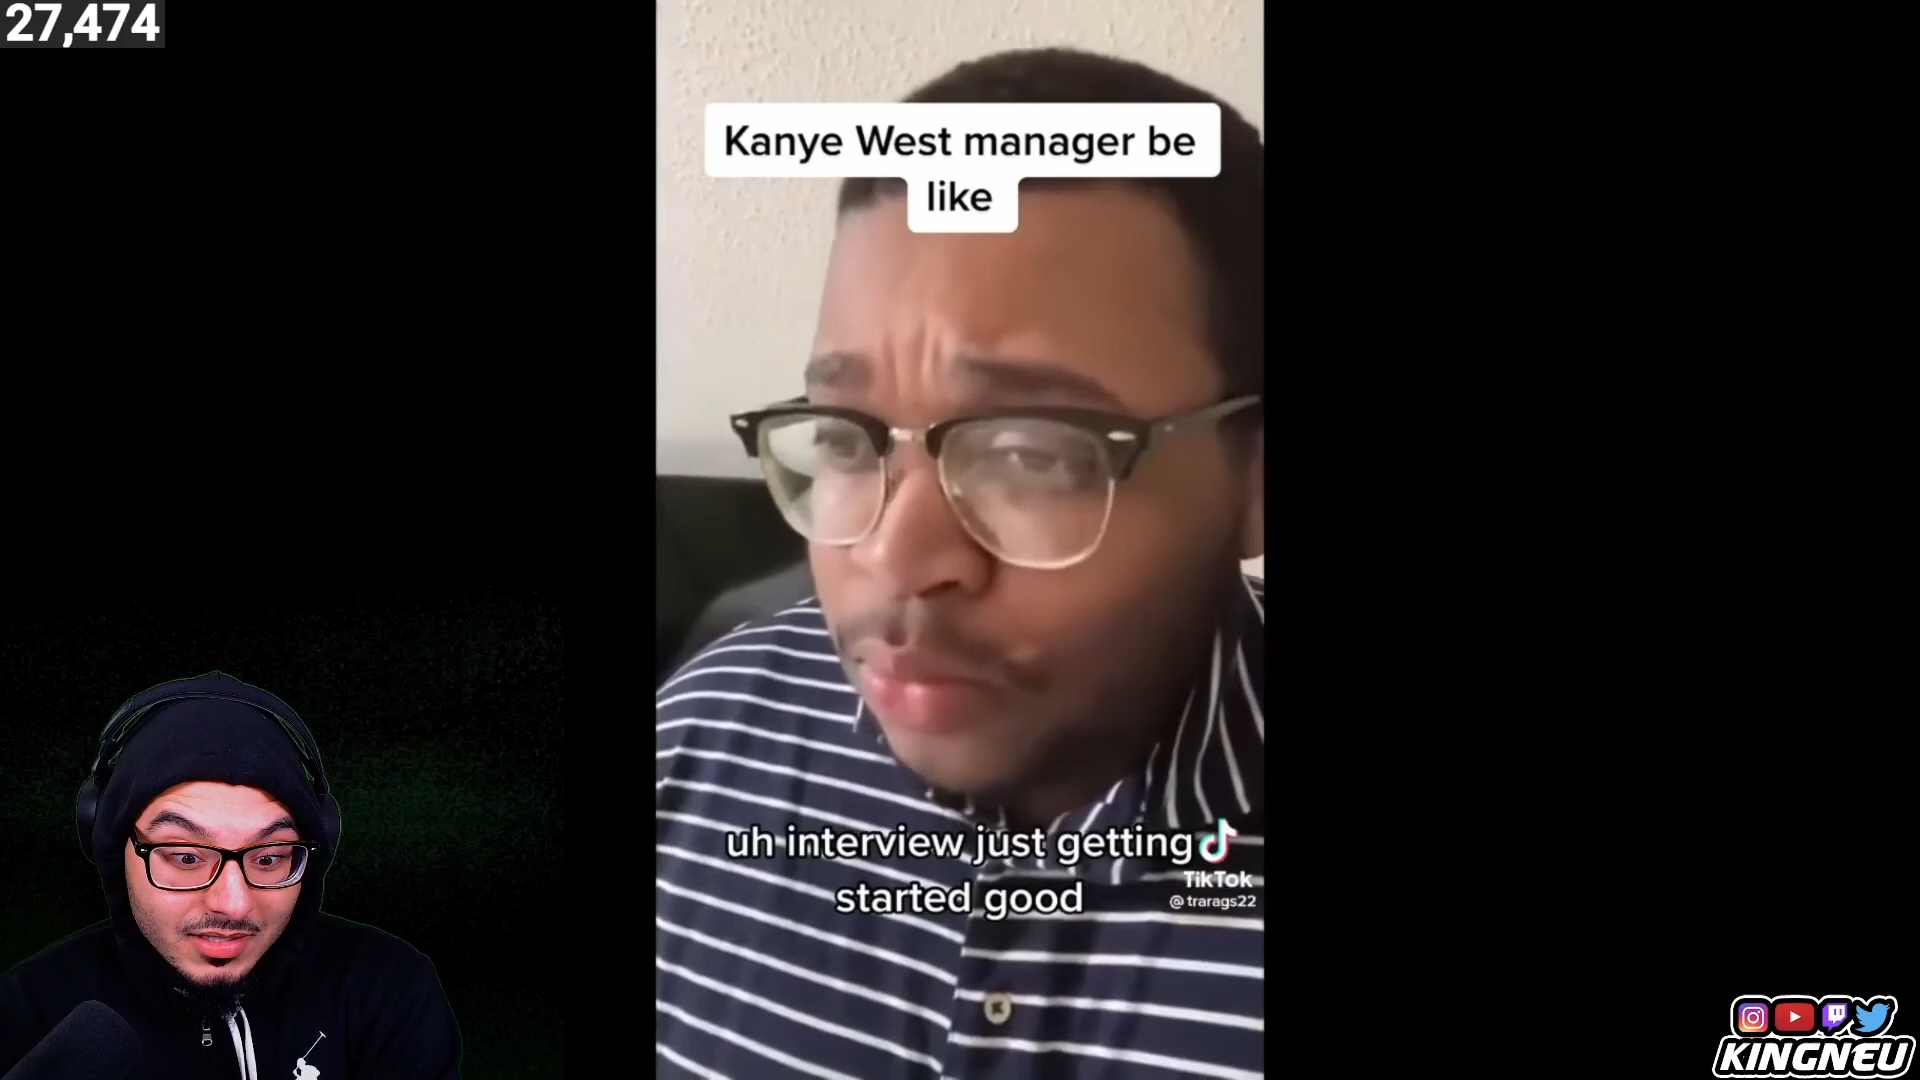 27,474
Kanye West manager be
like
uh interview just getting
started good
TikTok
@trarags22
KINGNEU